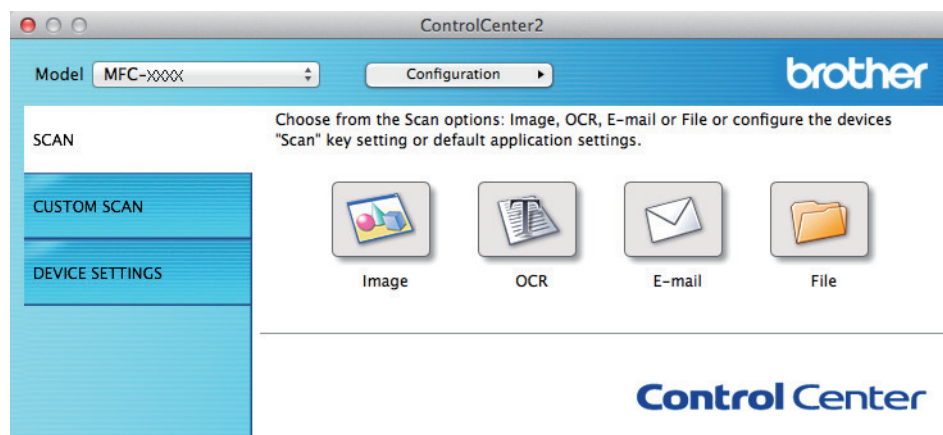 ControlCenter2
Model MFC-XXXX Configuration brother
SCAN
Choose from the Scan options: Image, OCR, E-mail or File or configure the devices
"Scan" key setting or default application settings.
CUSTOM SCAN
DEVICE SETTINGS
Image OCR E-mail File
Control Center